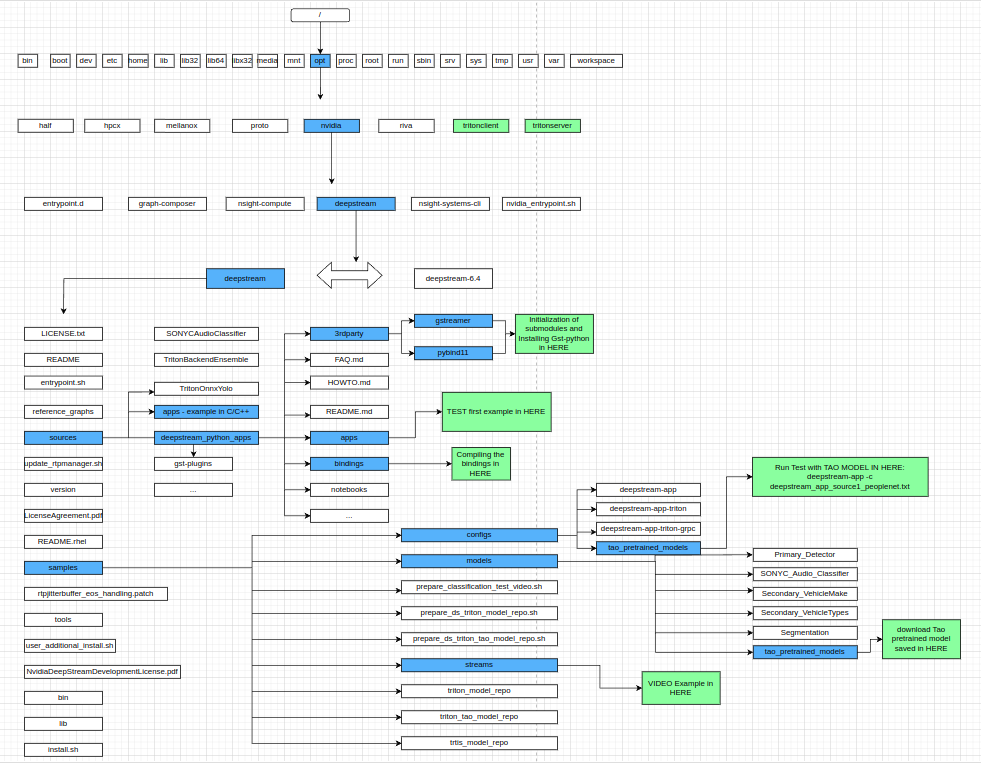 /
bin boot dev etc home lib lib32 lib64 libx32 media mnt opt proc root run sbin srv sys tmp usr var workspace
half hpcx mellanox proto nvidia riva tritonclient tritonserver
entrypoint.d graph-composer nsight-compute deepstream nsight-systems-cli nvidia_entrypoint.sh
deepstream deepstream-6.4
LICENSE.txt
README
entrypoint.sh
reference_graphs
sources
update_rtpmanager.sh
version
LicenseAgreement.pdf
README.rhel
samples
rtpjitterbuffer_eos_handling.patch
tools
user_additional_install.sh
NvidiaDeepStreamDevelopmentLicense.pdf
bin
lib
install.sh
SONYCAudioClassifier
TritonBackendEnsemble
TritonOnnxYolo
apps - example in C/C++
deepstream_python_apps
gst-plugins
...
3rdparty
FAQ.md
HOWTO.md
README.md
apps
bindings
notebooks
...
gstreamer
pybind11
Initialization of
submodules and
Installing Gst-python
in HERE
TEST first example in HERE
Compiling the
bindings in
HERE
configs
models
prepare_classification_test_video.sh
prepare_ds_triton_model_repo.sh
prepare_ds_triton_tao_model_repo.sh
streams
triton_model_repo
triton_tao_model_repo
trtis_model_repo
deepstream-app
deepstream-app-triton
deepstream-app-triton-grpc
tao_pretrained_models
Run Test with TAO MODEL IN HERE:
deepstream-app -c
deepstream_app_source1_peoplenet.txt
Primary_Detector
SONYC_Audio_Classifier
Secondary_VehicleMake
Secondary_VehicleTypes
Segmentation
tao_pretrained_models
download Tao
pretrained model
saved in HERE
VIDEO Example in
HERE